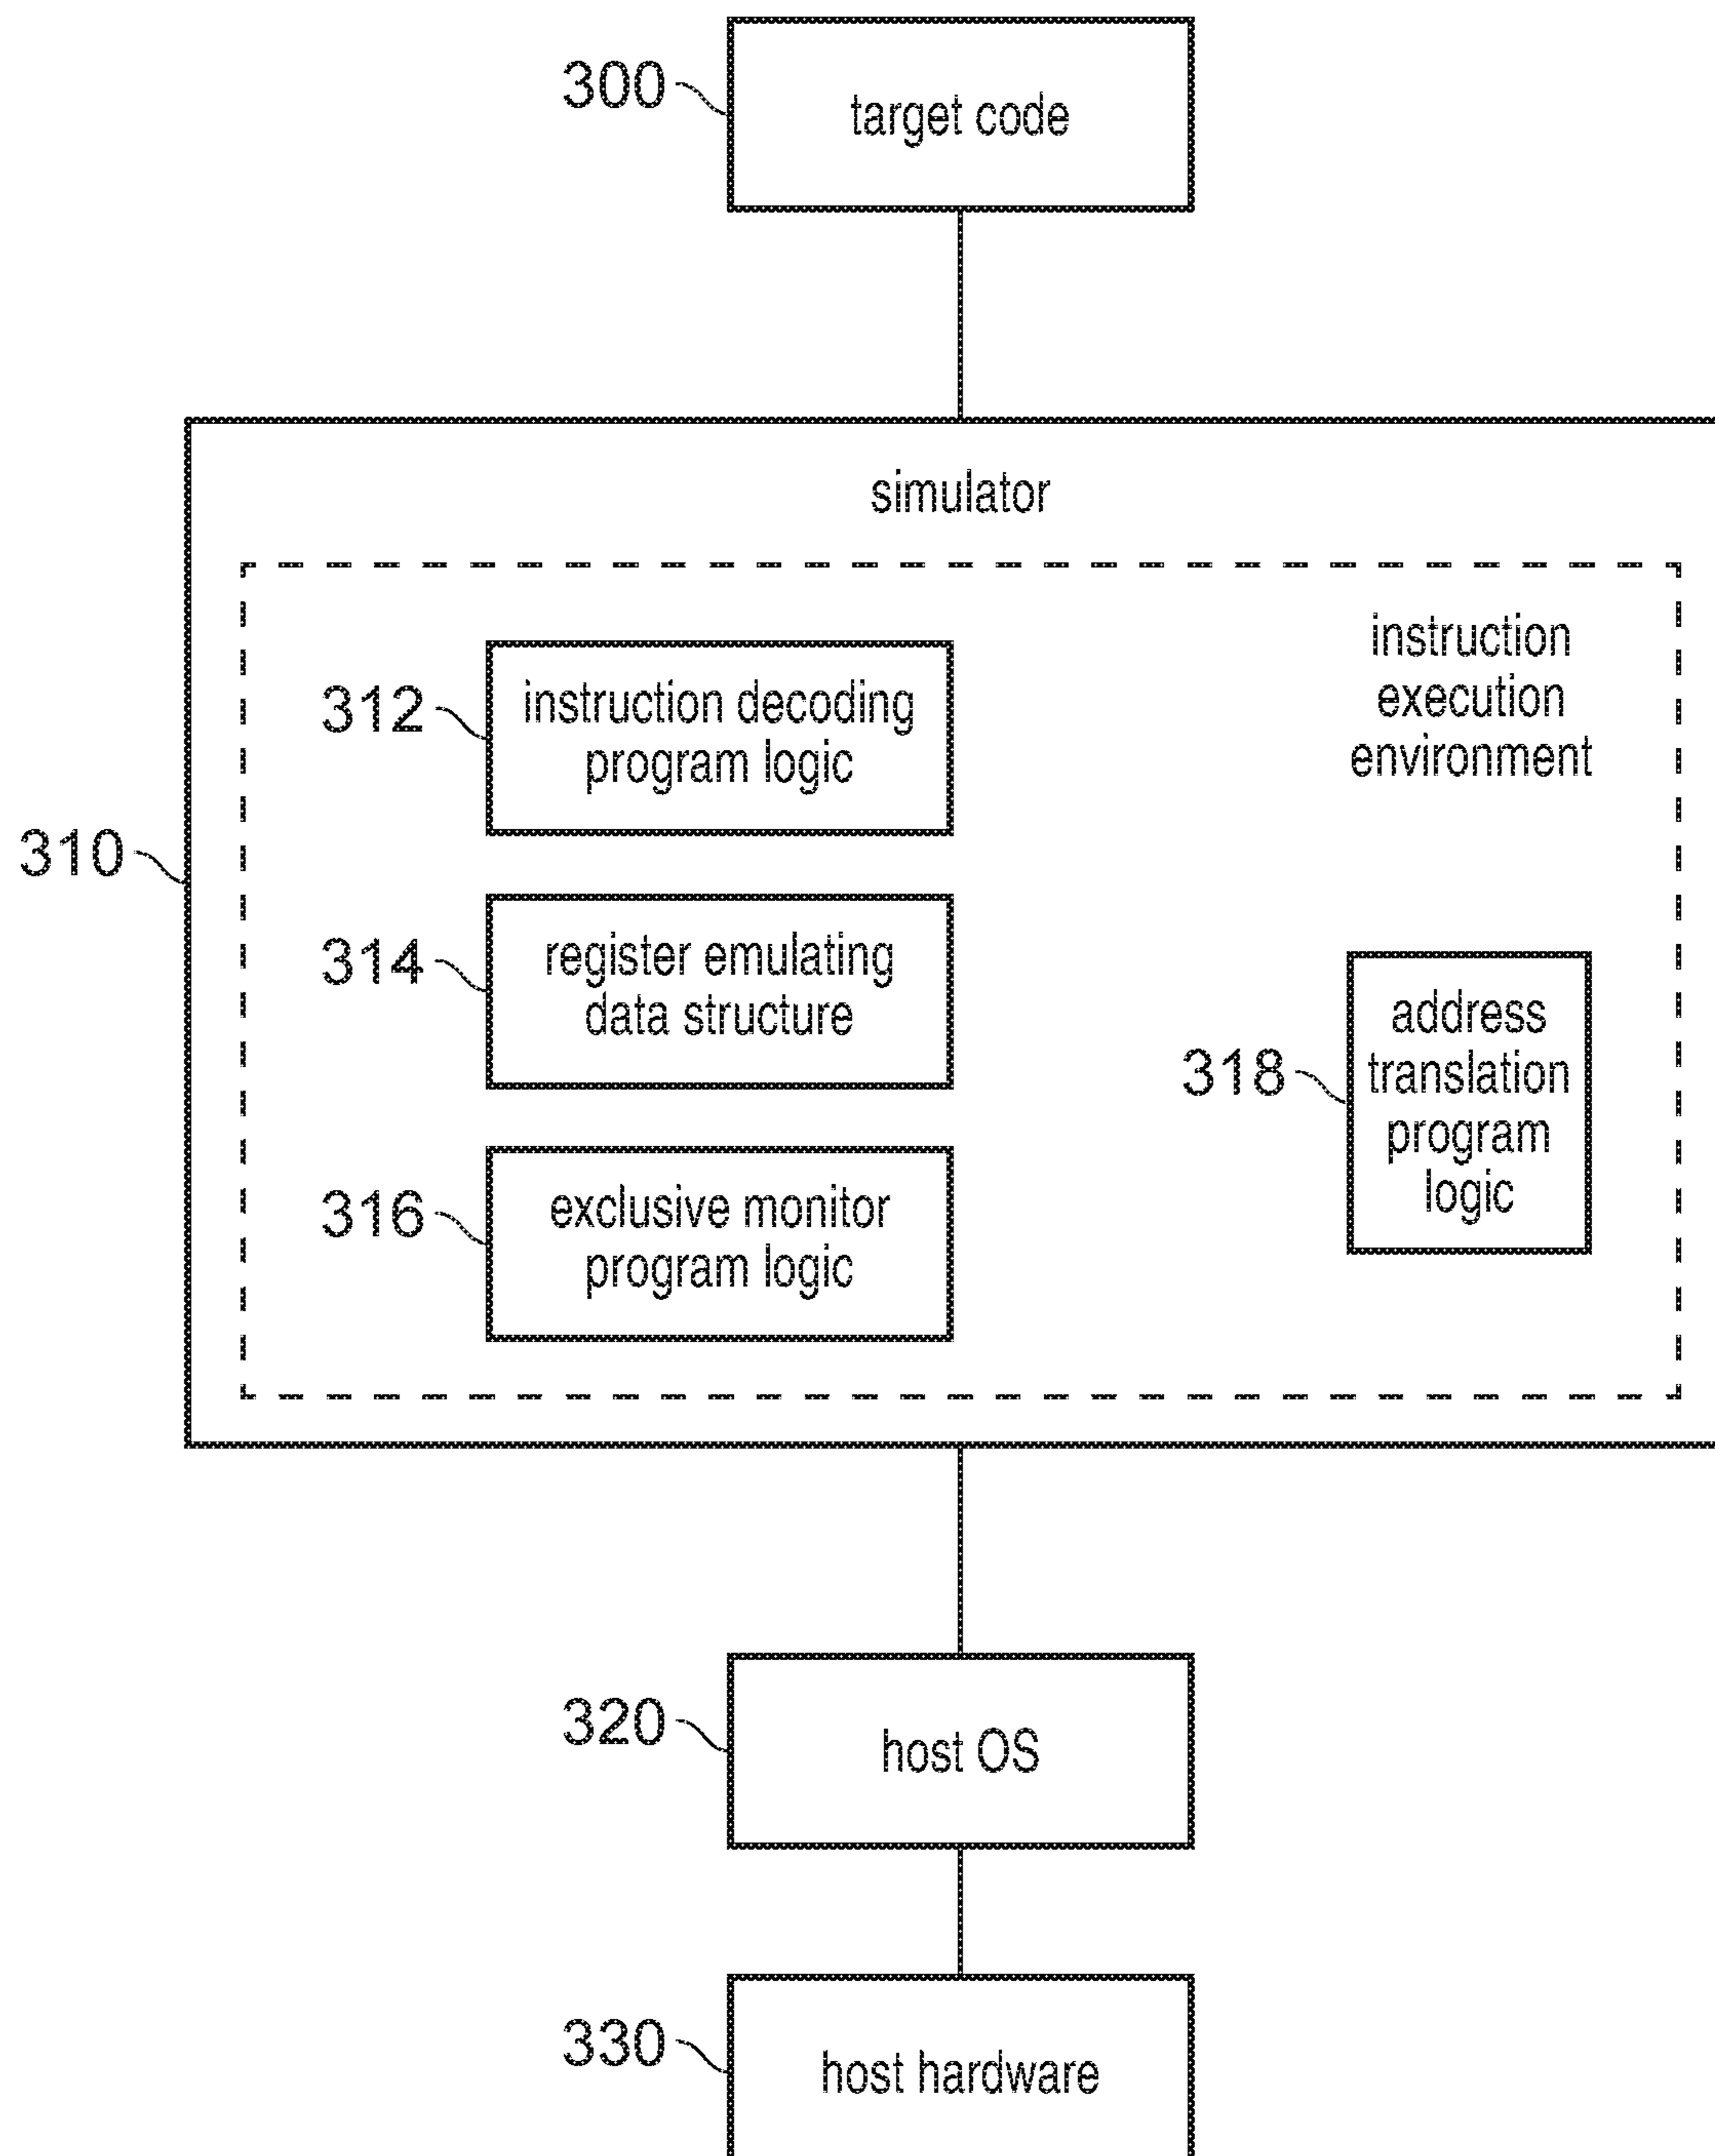 300
target code
simulator
instruction
execution
environment
312
instruction decoding
program logic
310
314
register emulating
data structure
318
address
translation
program
logic
316
exclusive monitor
program logic
320
host OS
330
host hardware